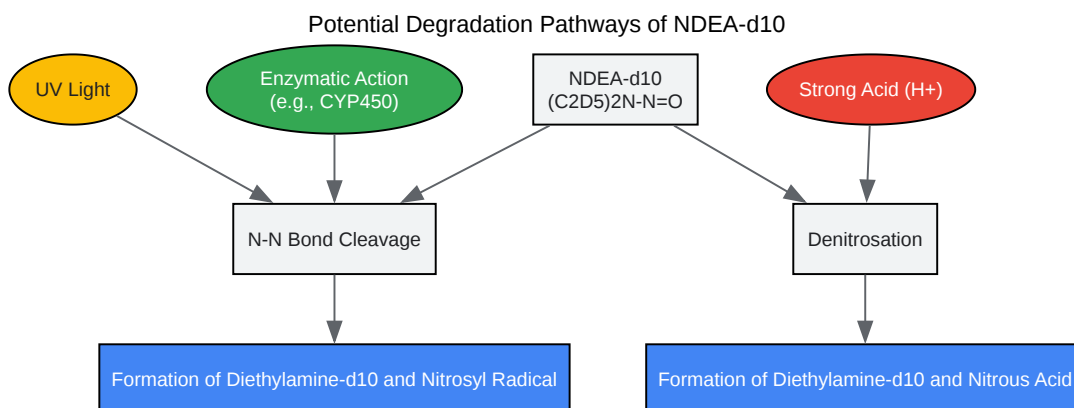 Potential Degradation Pathways of NDEA-d10
UV Light
Enzymatic Action
(e.g., CYP450)
NDEA-d10
(C2D5)2N-N=O
Strong Acid (H+)
N-N Bond Cleavage
Denitrosation
Formation of Diethylamine-d10 and Nitrosyl Radical
Formation of Diethylamine-d10 and Nitrous Acid